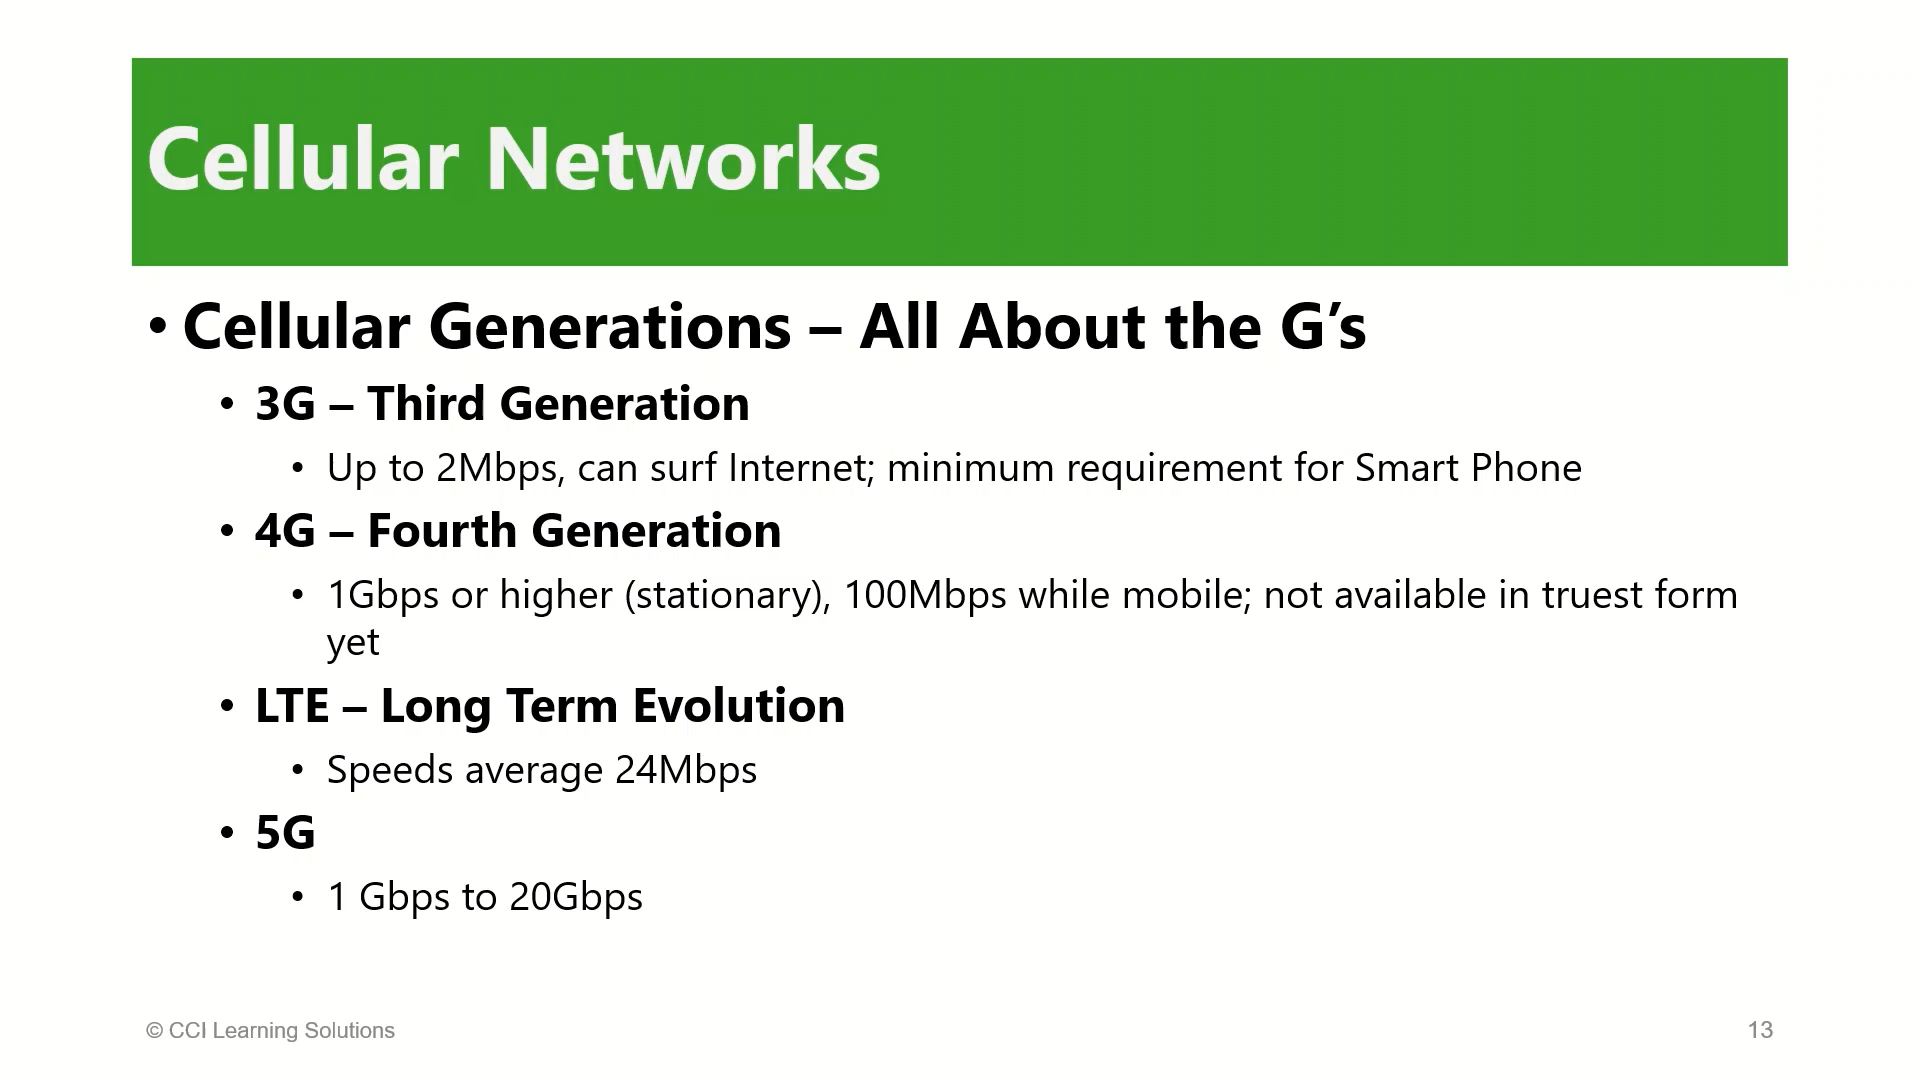 Cellular Networks
• Cellular Generations – All About the G’s
• 3G – Third Generation
• Up to 2Mbps, can surf Internet; minimum requirement for Smart Phone
• 4G – Fourth Generation
• 1Gbps or higher (stationary), 100Mbps while mobile; not available in truest form
yet
• LTE – Long Term Evolution
• Speeds average 24Mbps
• 5G
• 1 Gbps to 20Gbps
© CCI Learning Solutions
13